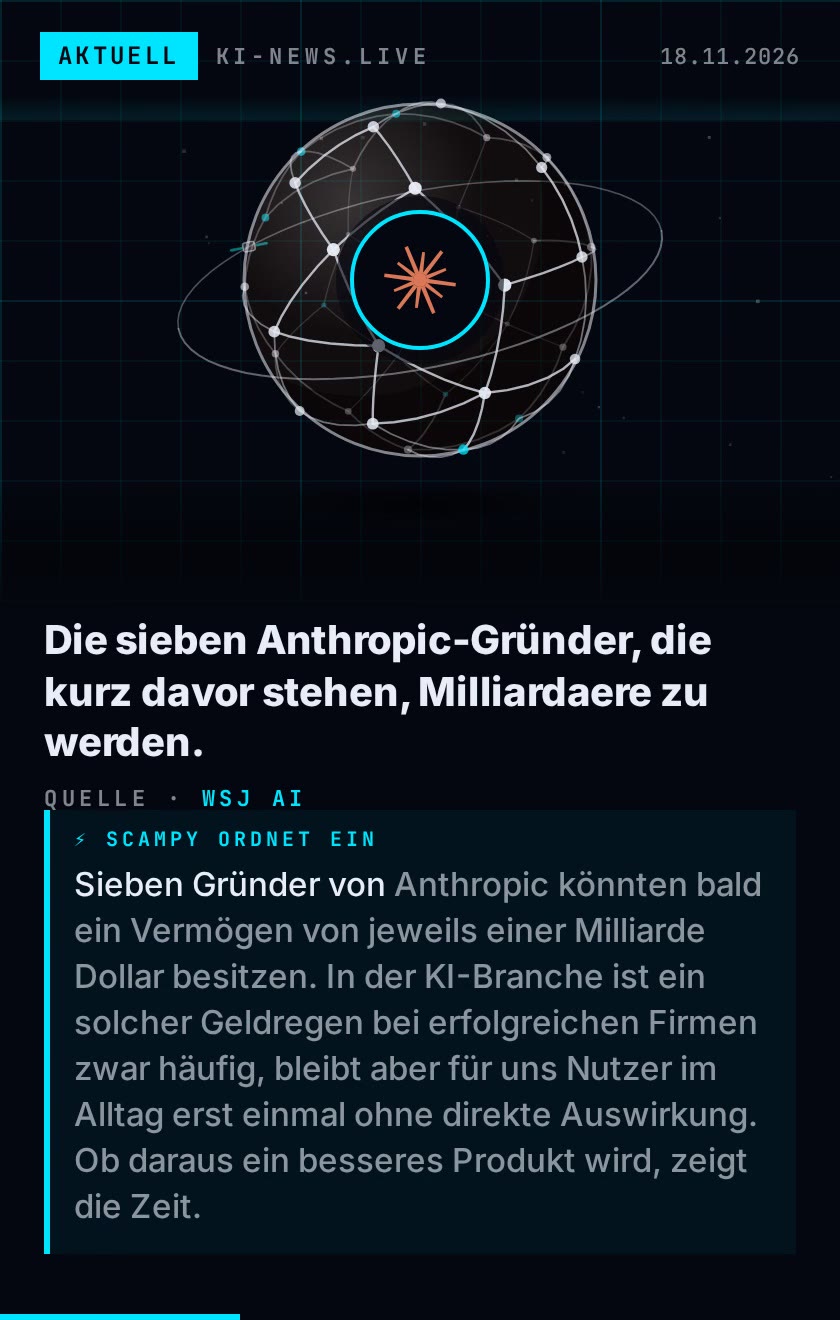 AKTUELL KI-NEWS.LIVE 18.11.2026
Die sieben Anthropic-Gründer, die
kurz davor stehen, Milliardaere zu
werden.
QUELLE · WSJ AI
⚡ SCAMPY ORDNET EIN
Sieben Gründer von Anthropic könnten bald
ein Vermögen von jeweils einer Milliarde
Dollar besitzen. In der KI-Branche ist ein
solcher Geldregen bei erfolgreichen Firmen
zwar häufig, bleibt aber für uns Nutzer im
Alltag erst einmal ohne direkte Auswirkung.
Ob daraus ein besseres Produkt wird, zeigt
die Zeit.